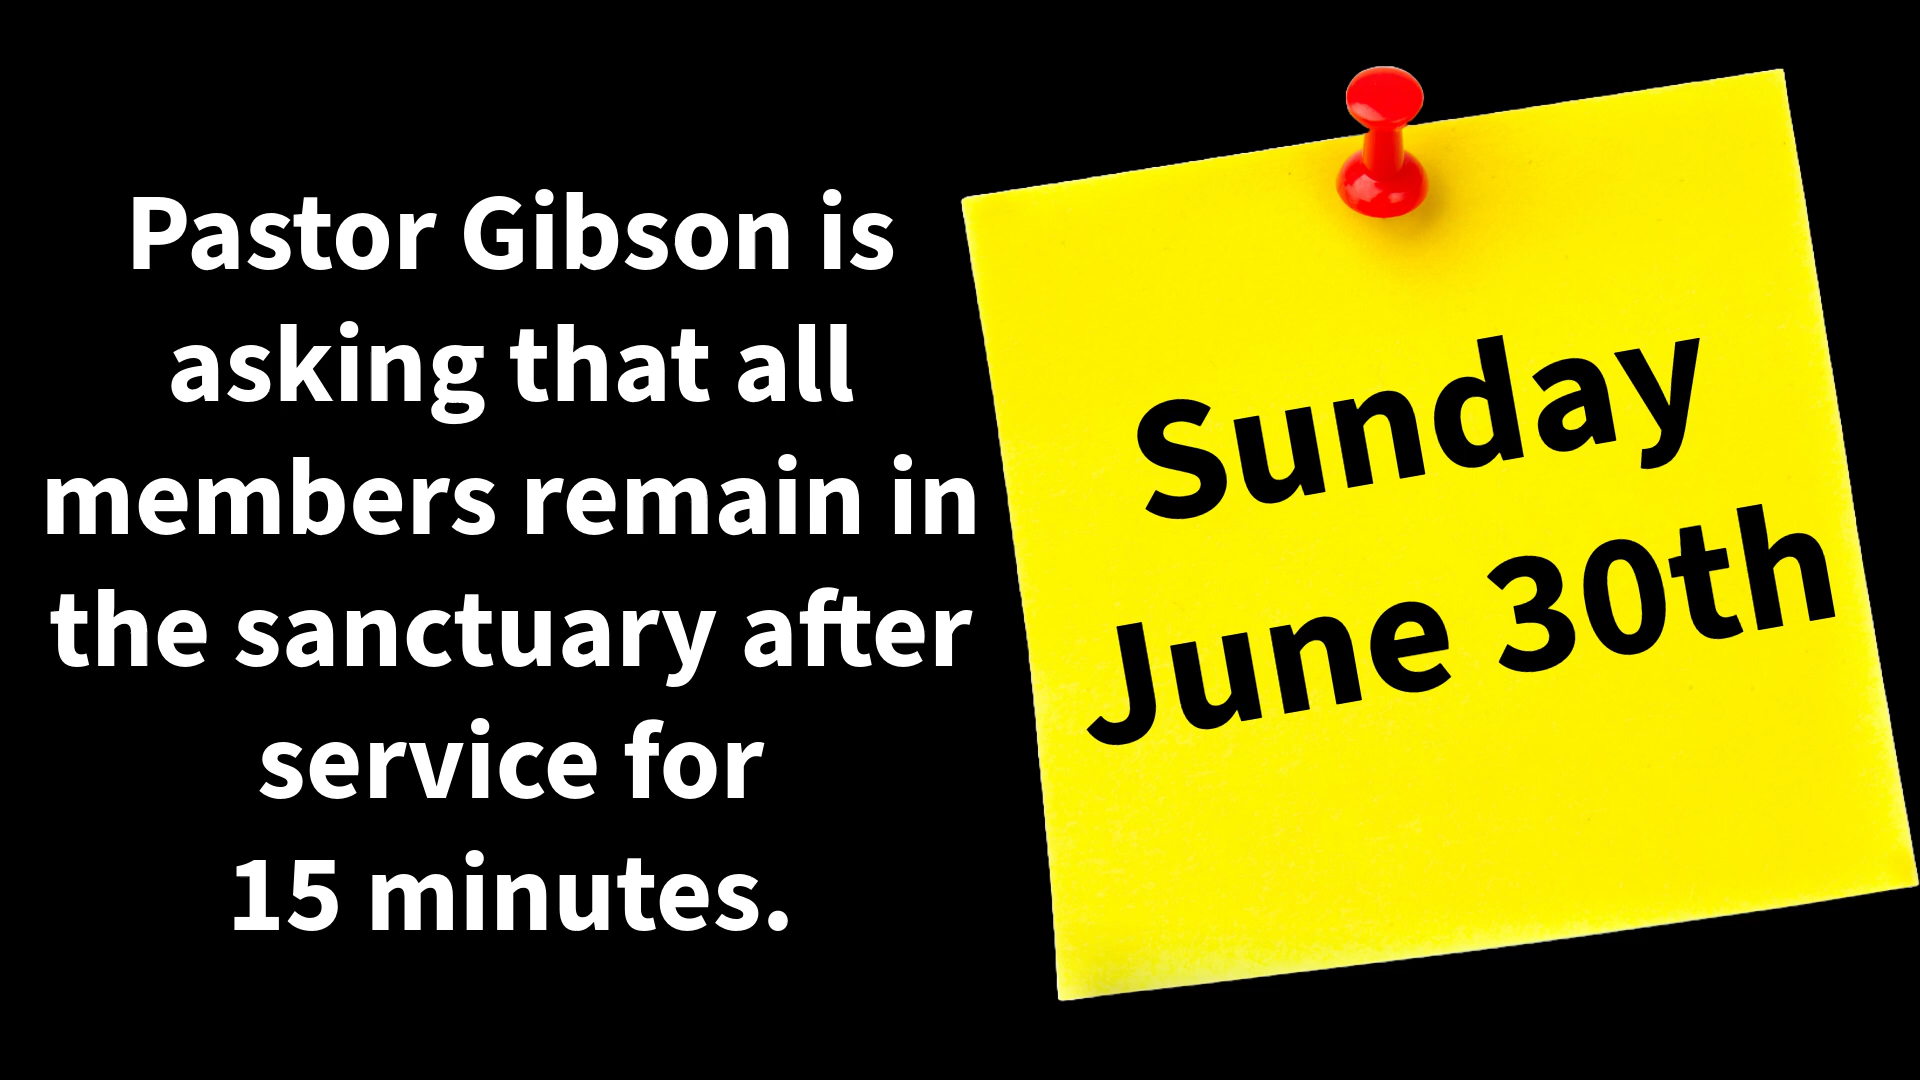 Pastor Gibson is
asking that all
members remain in
the sanctuary after
service for
15 minutes.
Sunday
June 30th